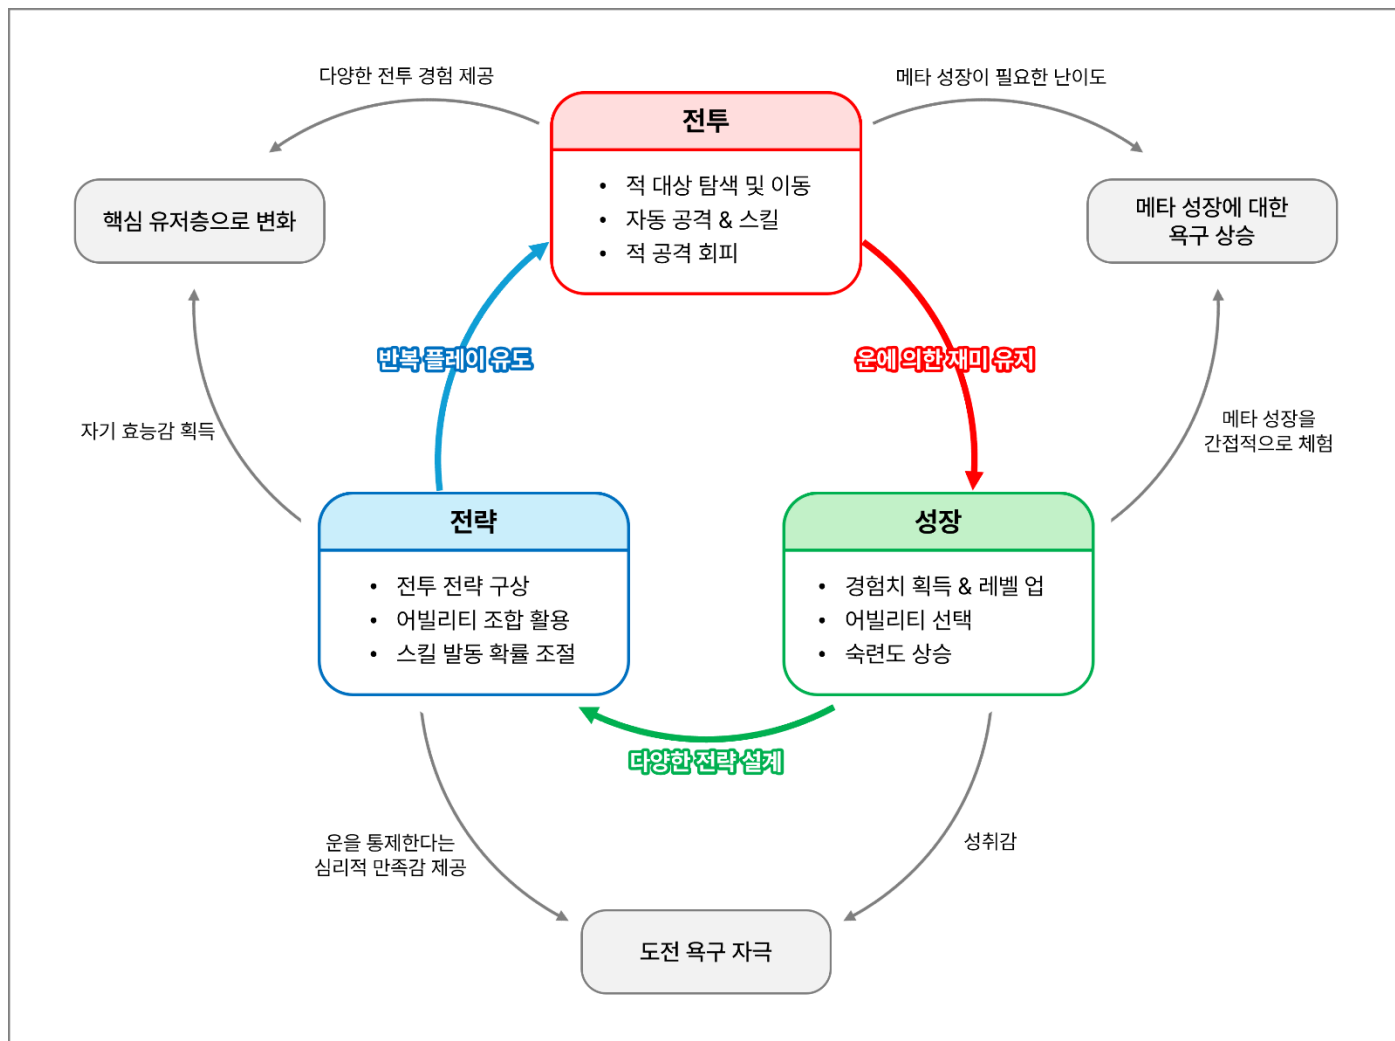 다양한 전투 경험 제공
메타 성장이 필요한 난이도
전투
• 적 대상 탐색 및 이동
• 자동 공격 & 스킬
• 적 공격 회피
핵심 유저층으로 변화
메타 성장에 대한
욕구 상승
반복 플레이 유도
운에 의한 재미 유지
자기 효능감 획득
메타 성장을
간접적으로 체험
전략
• 전투 전략 구상
• 어빌리티 조합 활용
• 스킬 발동 확률 조절
성장
• 경험치 획득 & 레벨 업
• 어빌리티 선택
• 숙련도 상승
다양한 전략 설계
운을 통제한다는
심리적 만족감 제공
성취감
도전 욕구 자극